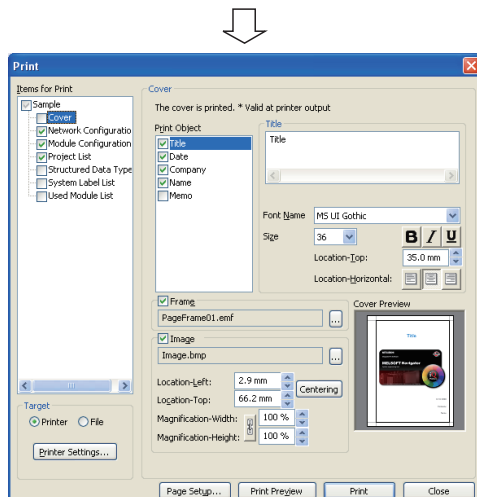 Print
Items for Print
Sample
Cover
Network Configuratio
Module Configuration
Project List
Structured Data Type
System Label List
Used Module List
Target
Printer
File
Printer Settings...
Cover
The cover is printed. * Valid at printer output
Print Object
Title
Date
Company
Name
Memo
Title
Title
Font Name
MS UI Gothic
Size
36
B I U
Location-Top:
35.0 mm
Location-Horizontal:
Frame
PageFrame01.emf
...
Image
Image.bmp
...
Location-Left:
2.9 mm
Location-Top:
66.2 mm
Centering
Magnification-Width:
100 %
Magnification-Height:
100 %
Cover Preview
Title
MELSOFT Navigator
Page Setup...
Print Preview
Print
Close